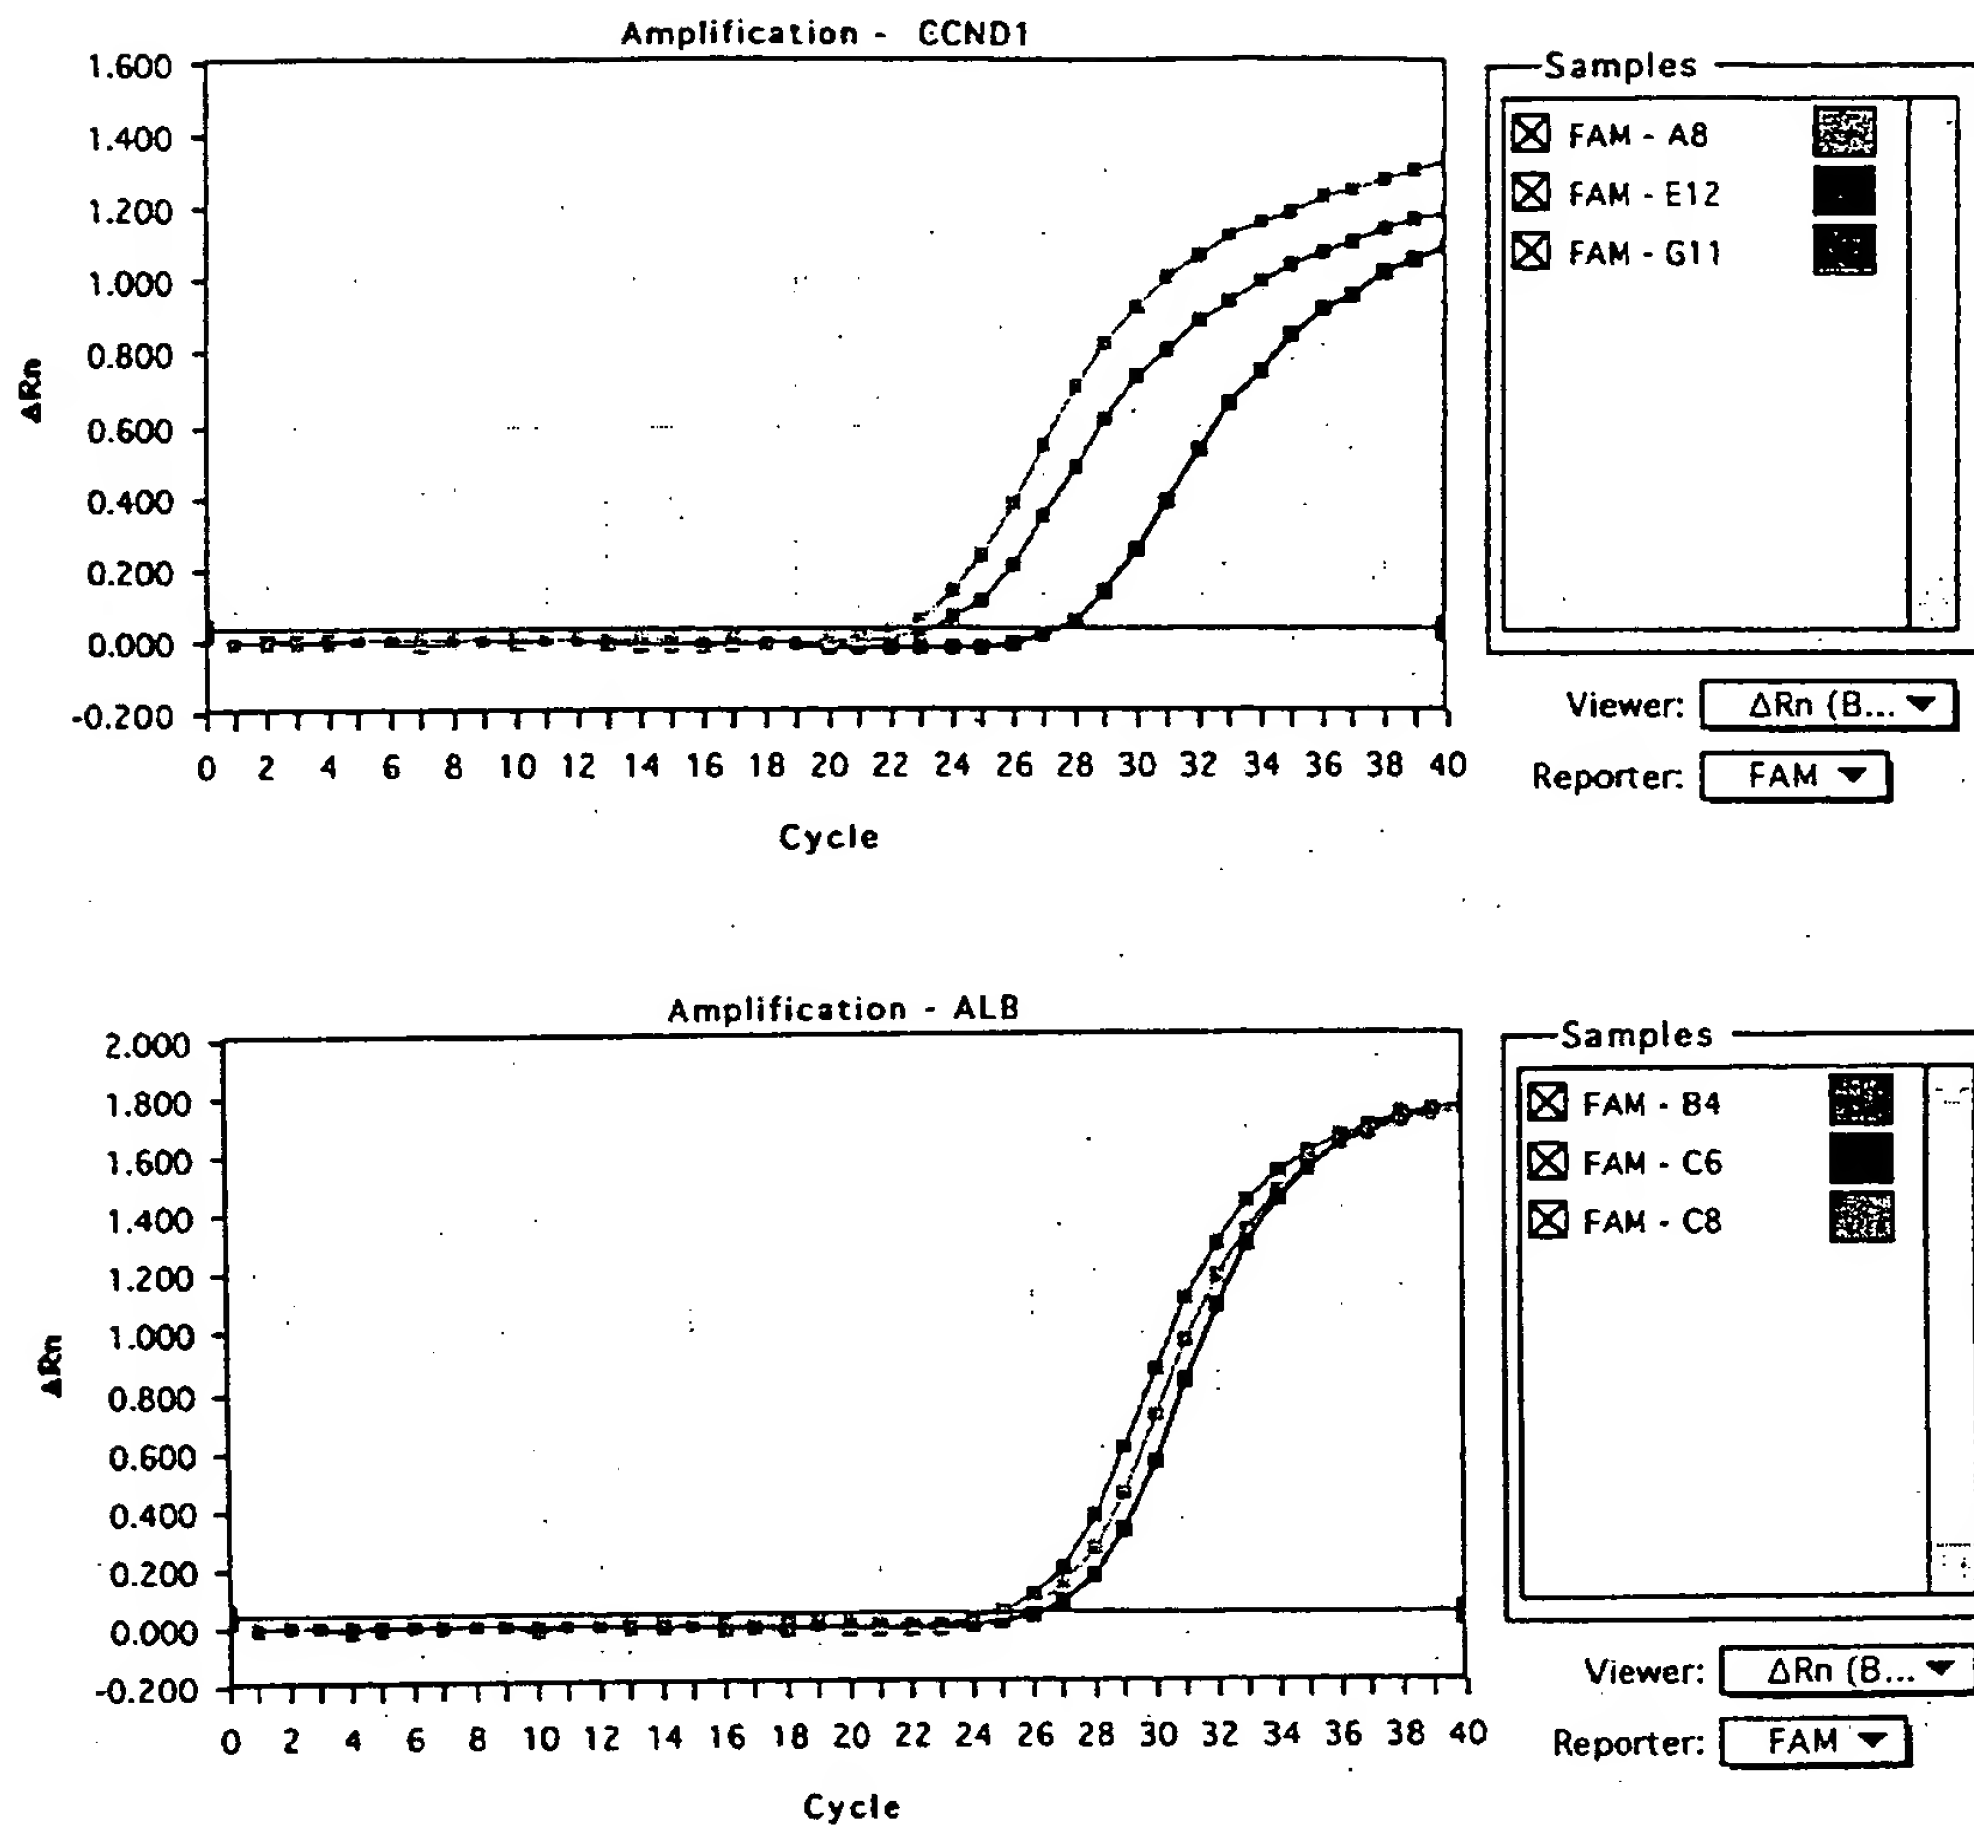 Amplification - CCND1
1.600
1.400
1.200
1.000
0.800
0.600
0.400
0.200
0.000
-0.200
ΔRn
0 2 4 6 8 10 12 14 16 18 20 22 24 26 28 30 32 34 36 38 40
Cycle
Samples
FAM - A8
FAM - E12
FAM - G11
Viewer: ΔRn (B...
Reporter: FAM
Amplification - ALB
2.000
1.800
1.600
1.400
1.200
1.000
0.800
0.600
0.400
0.200
0.000
-0.200
ΔRn
0 2 4 6 8 10 12 14 16 18 20 22 24 26 28 30 32 34 36 38 40
Cycle
Samples
FAM - B4
FAM - C6
FAM - C8
Viewer: ΔRn (B...
Reporter: FAM